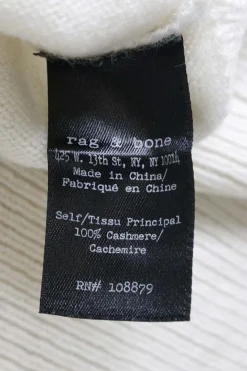 rag & bone
425 W. 13th St, NY, NY 10014
Made in China/
Fabriqué en Chine
Self/Tissu Principal
100% Cashmere/
Cachemire
RN# 108879